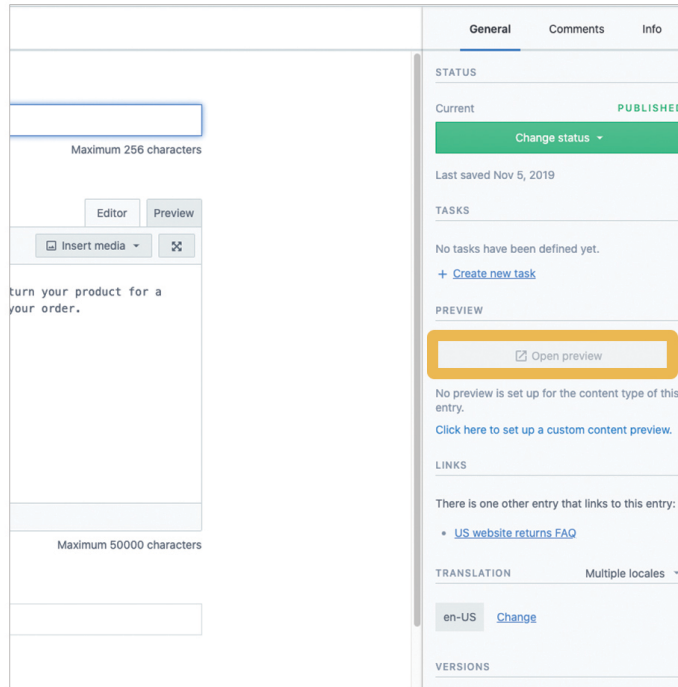 General Comments Info
STATUS
Current PUBLISHED
Maximum 256 characters
Change status
Last saved Nov 5, 2019
TASKS
Editor Preview
Insert media
No tasks have been defined yet.
+ Create new task
turn your product for a
your order.
PREVIEW
Open preview
No preview is set up for the content type of this
entry.
Click here to set up a custom content preview.
LINKS
There is one other entry that links to this entry:
• US website returns FAQ
Maximum 50000 characters
TRANSLATION Multiple locales
en-US Change
VERSIONS